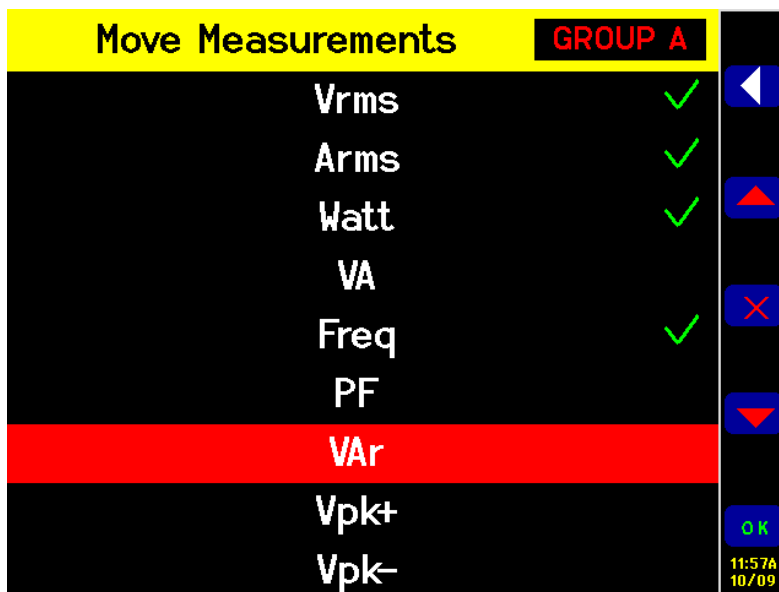 Move Measurements GROUP A
Vrms
Arms
Watt
VA
Freq
PF
VAr
Vpk+
Vpk-
OK
11:57A
10/09